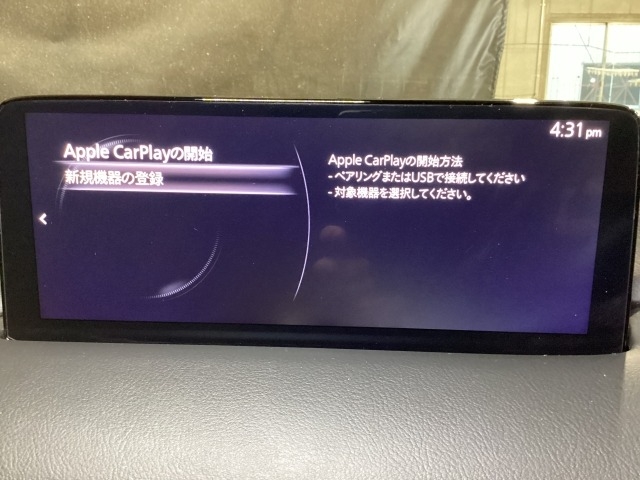 4:31 pm
Apple CarPlayの開始
新規機器の登録
Apple CarPlayの開始方法
- ペアリングまたはUSBで接続してください
- 対象機器を選択してください。